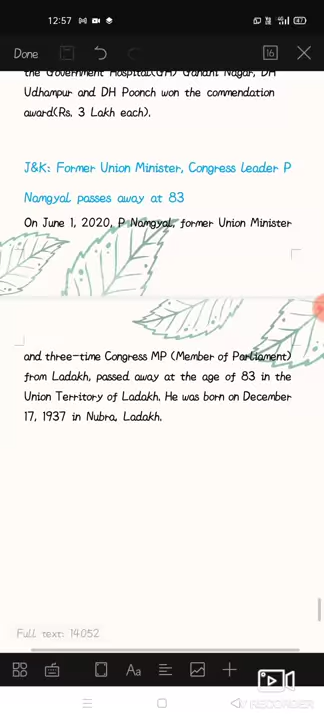 12:57
47
Done
16
the Government Hospital(GH) Gandhi Nagar, DH
Udhampur and DH Poonch won the commendation
award(Rs. 3 Lakh each).
J&K: Former Union Minister, Congress leader P
Namgyal passes away at 83
On June 1, 2020, P Namgyal, former Union Minister
and three-time Congress MP (Member of Parliament)
from Ladakh, passed away at the age of 83 in the
Union Territory of Ladakh. He was born on December
17, 1937 in Nubra, Ladakh.
Full text: 14052
Aa
RECORDER